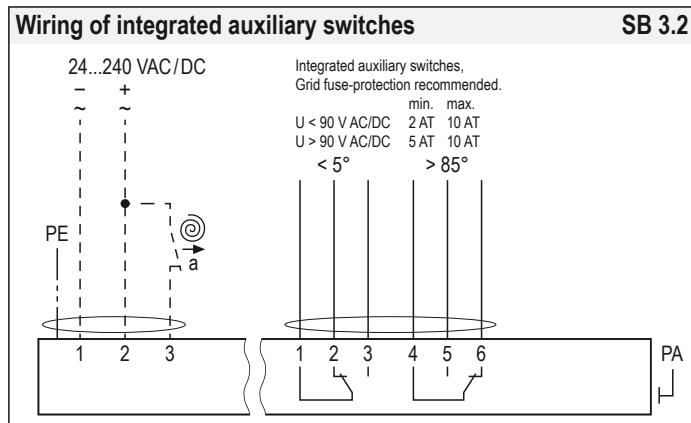 Wiring of integrated auxiliary switches SB 3.2
24...240 VAC/DC
– +
~ ~
Integrated auxiliary switches,
Grid fuse-protection recommended.
min. max.
U < 90 V AC/DC 2 AT 10 AT
U > 90 V AC/DC 5 AT 10 AT
< 5° > 85°
PE
a
1 2 3 1 2 3 4 5 6 PA